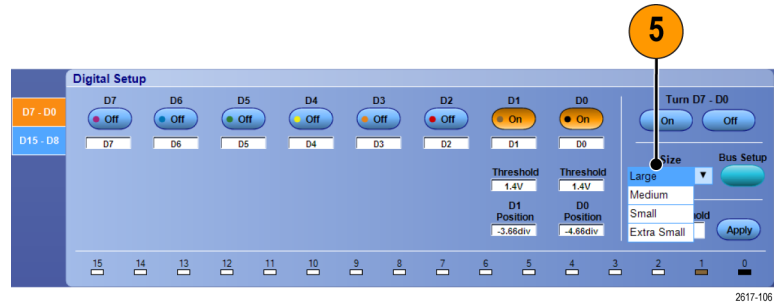 5
Digital Setup
D7 - D0
D15 - D8
D7 D6 D5 D4 D3 D2 D1 D0
Off Off Off Off Off Off On On
D7 D6 D5 D4 D3 D2 D1 D0
Threshold Threshold
1.4V 1.4V
D1 D0
Position Position
-3.66div -4.66div
Turn D7 - D0
On Off
Size Bus Setup
Large
Medium
Small
Extra Small
Apply
15 14 13 12 11 10 9 8 7 6 5 4 3 2 1 0
2617-106